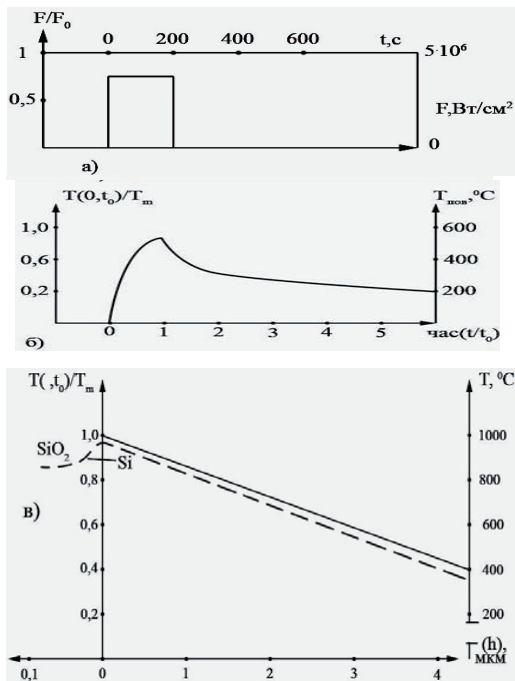 F/F₀
0 200 400 600 t,c
1 5·10⁶
0,5
F,Вт/см²
0
а)
T(0,t₀)/Tₘ Tпов,⁰С
1,0 600
0,6 400
0,2 200
0 1 2 3 4 5 час(t/t₀)
б)
T( ,t₀)/Tₘ T, ⁰С
1,0 1000
SiO₂
Si
0,8 800
в)
0,6 600
0,4 400
0,2 200
(h),
мкм
0,1 0 1 2 3 4